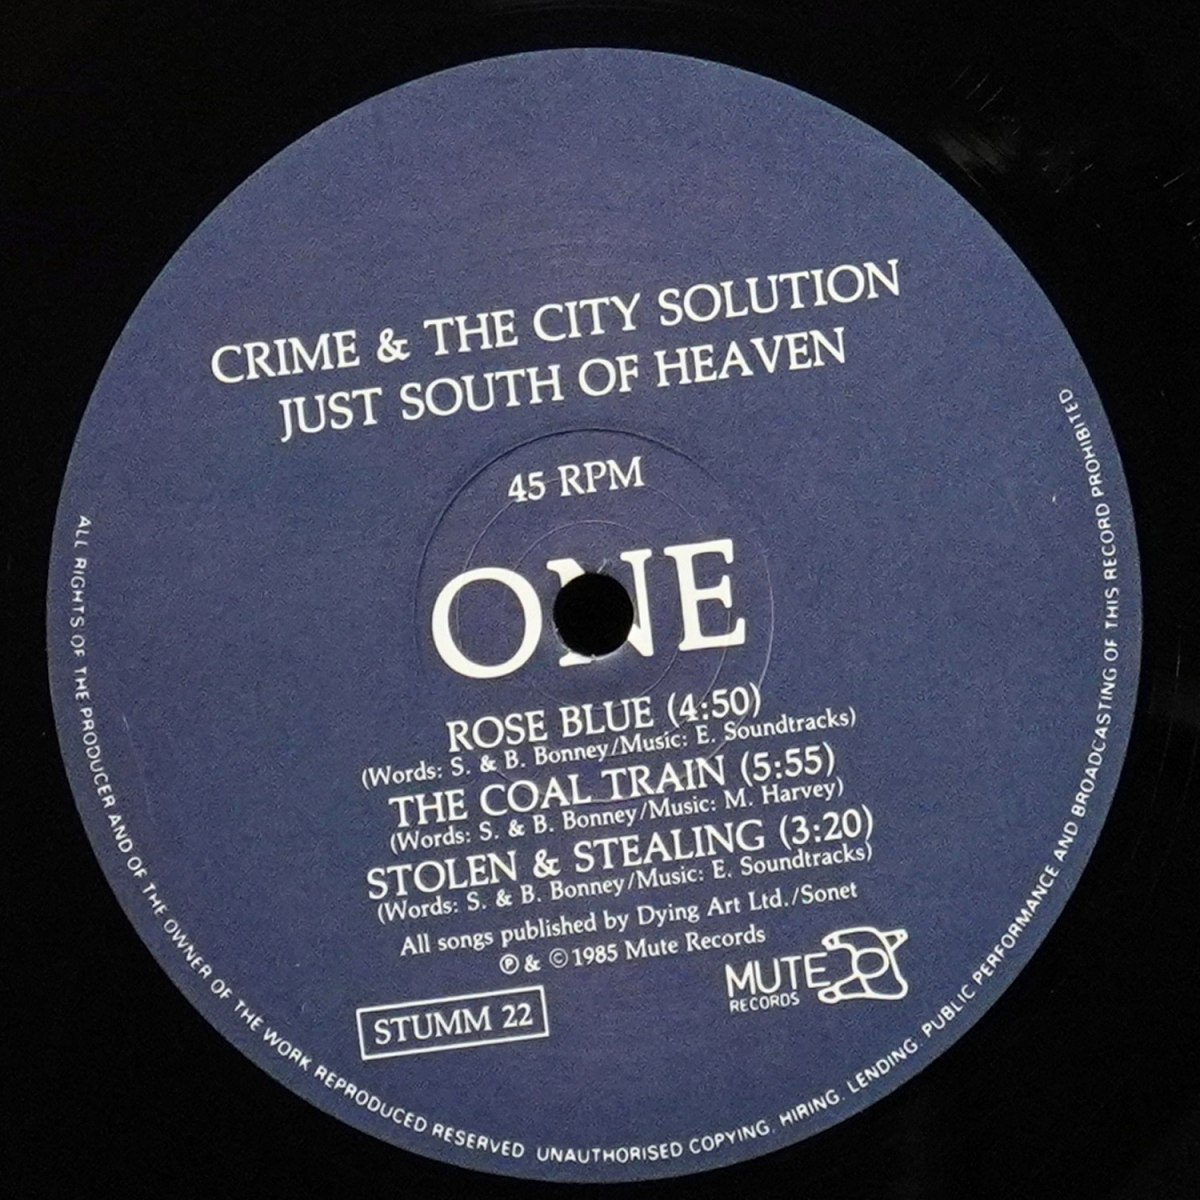 CRIME & THE CITY SOLUTION
JUST SOUTH OF HEAVEN
45 RPM
ONE
ROSE BLUE (4:50)
(Words: S. & B. Bonney/Music: E. Soundtracks)
THE COAL TRAIN (5:55)
(Words: S. & B. Bonney/Music: M. Harvey)
STOLEN & STEALING (3:20)
(Words: S. & B. Bonney/Music: E. Soundtracks)
All songs published by Dying Art Ltd./Sonet
℗ & © 1985 Mute Records
MUTE
RECORDS
STUMM 22
ALL RIGHTS OF THE PRODUCER AND OF THE OWNER OF THE WORK REPRODUCED RESERVED UNAUTHORISED COPYING, HIRING, LENDING, PUBLIC PERFORMANCE AND BROADCASTING OF THIS RECORD PROHIBITED